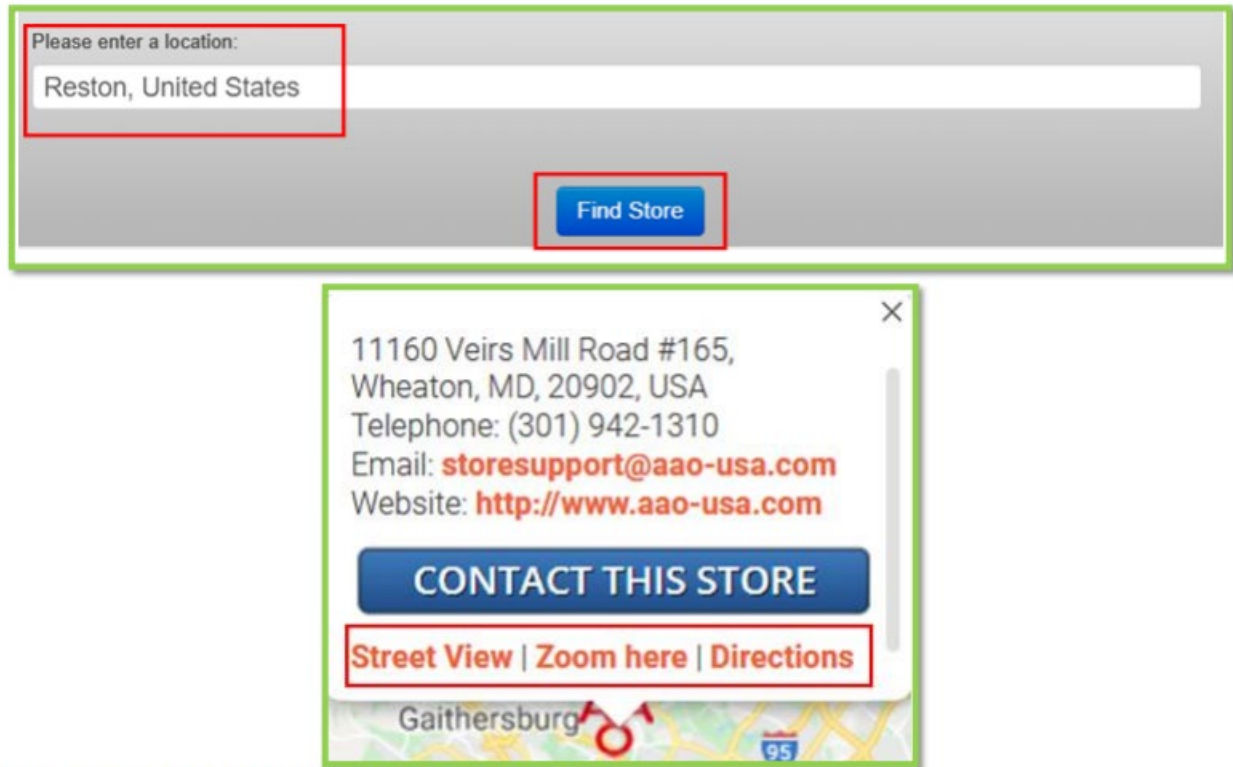 Please enter a location:
Reston, United States
Find Store
11160 Veirs Mill Road #165,
Wheaton, MD, 20902, USA
Telephone: (301) 942-1310
Email: storesupport@aao-usa.com
Website: http://www.aao-usa.com
CONTACT THIS STORE
Street View | Zoom here | Directions
Gaithersburg
95